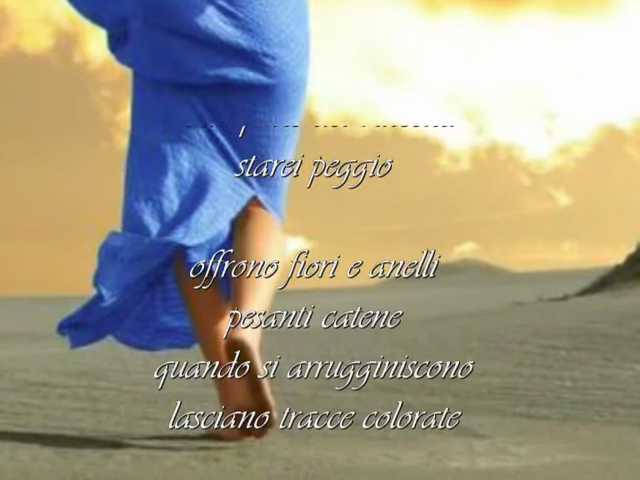 starei peggio
offrono fiori e anelli
pesanti catene
quando si arrugginiscono
lasciano tracce colorate